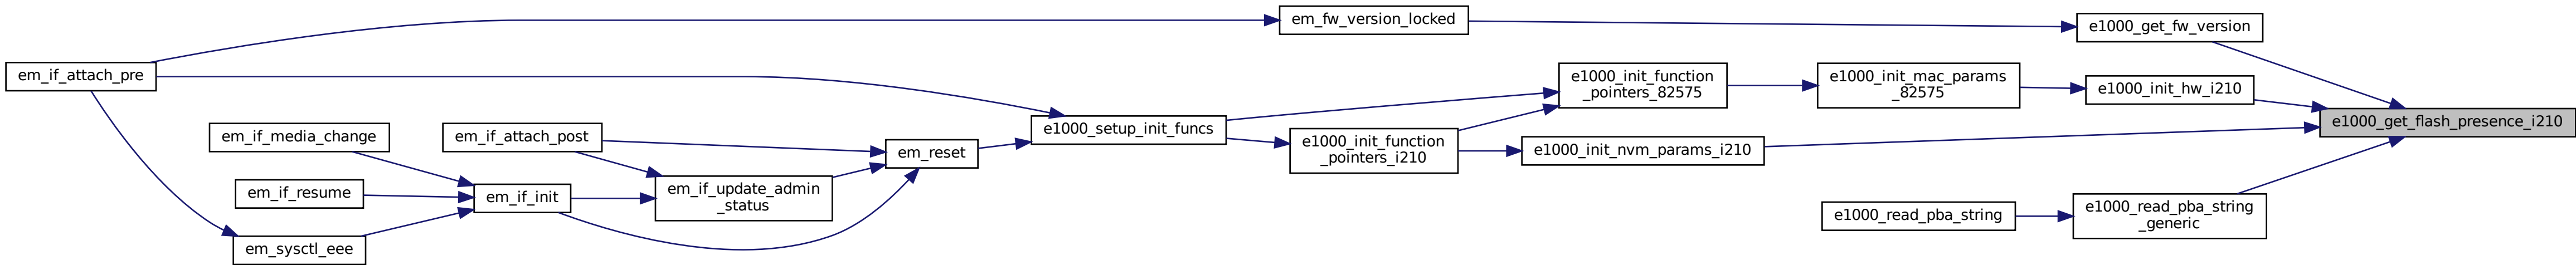 em_fw_version_locked
e1000_get_fw_version
em_if_attach_pre
e1000_init_function
_pointers_82575
e1000_init_mac_params
_82575
e1000_init_hw_i210
e1000_get_flash_presence_i210
em_if_media_change
em_if_attach_post
e1000_setup_init_funcs
em_reset
e1000_init_function
_pointers_i210
e1000_init_nvm_params_i210
em_if_resume
em_if_init
em_if_update_admin
_status
em_sysctl_eee
e1000_read_pba_string
e1000_read_pba_string
_generic